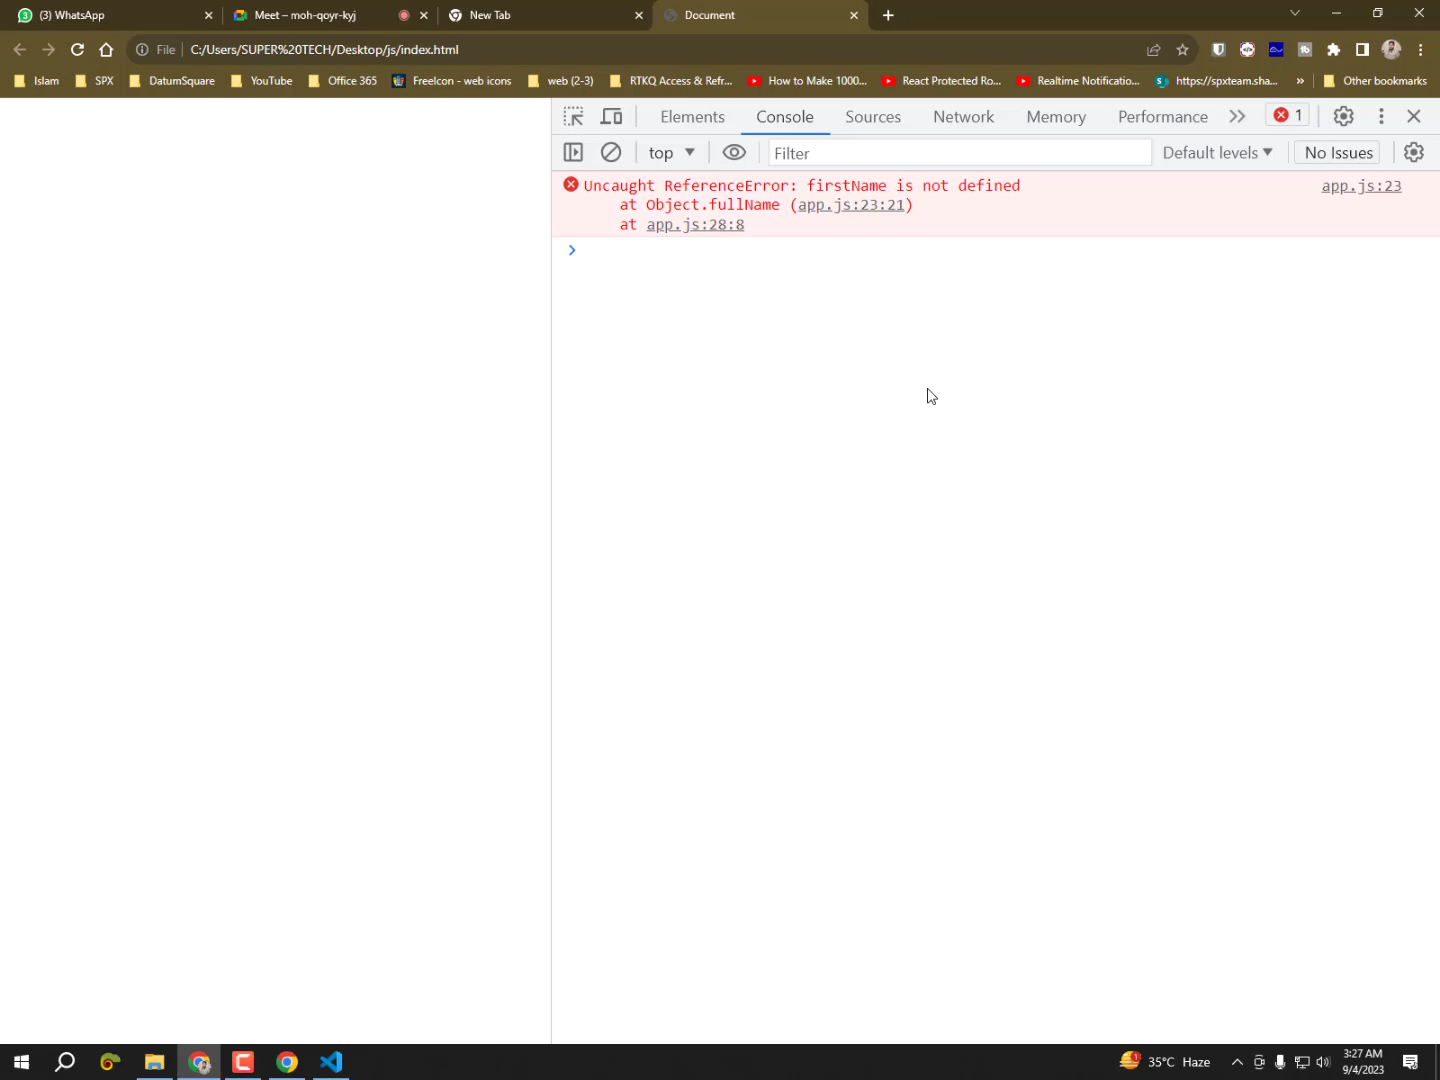 (3) WhatsApp
Meet – moh-qoyr-kyj
New Tab
Document
File C:/Users/SUPER%20TECH/Desktop/js/index.html
Islam SPX DatumSquare YouTube Office 365 FreeIcon - web icons web (2-3) RTKQ Access & Refr... How to Make 1000... React Protected Ro... Realtime Notificatio... https://spxteam.sha... » Other bookmarks
Elements Console Sources Network Memory Performance 1
top Filter Default levels No Issues
Uncaught ReferenceError: firstName is not defined app.js:23
at Object.fullName (app.js:23:21)
at app.js:28:8
35°C Haze
3:27 AM
9/4/2023